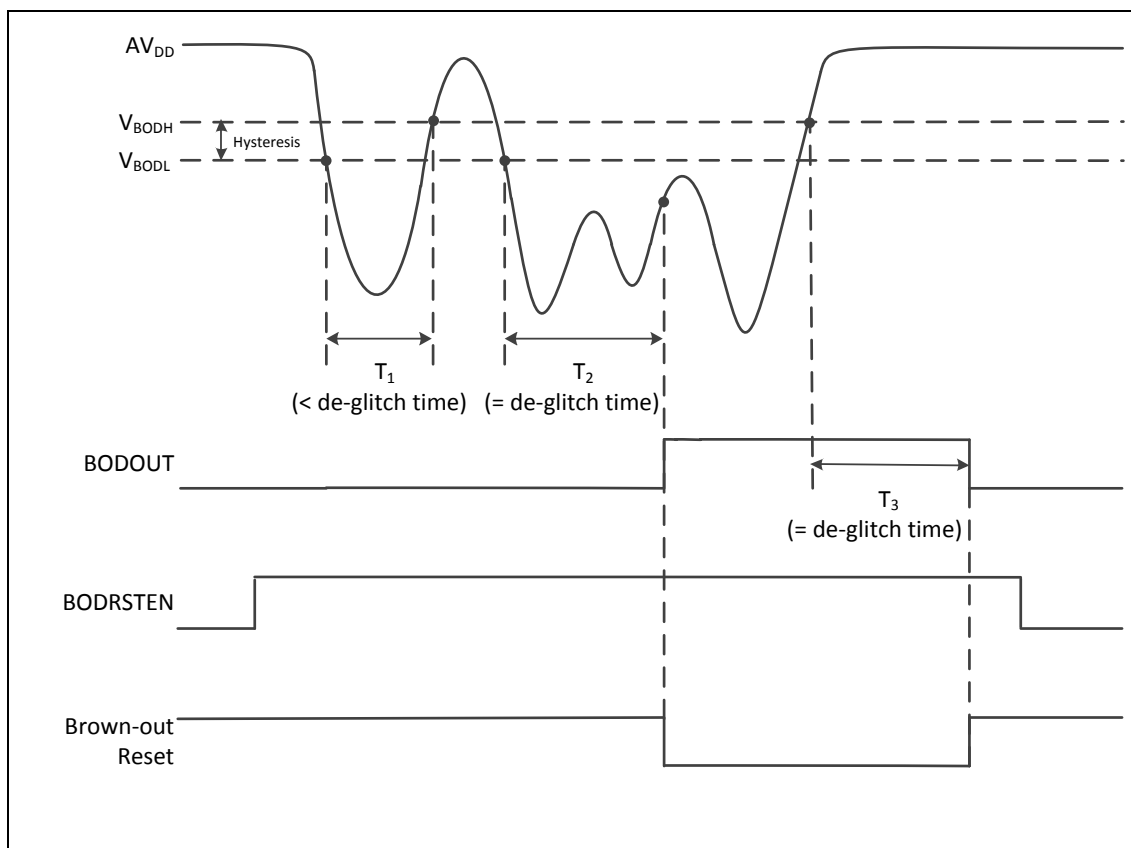 AVDD
VBODH
Hysteresis
VBODL
T1
(< de-glitch time)
T2
(= de-glitch time)
BODOUT
T3
(= de-glitch time)
BODRSTEN
Brown-out
Reset